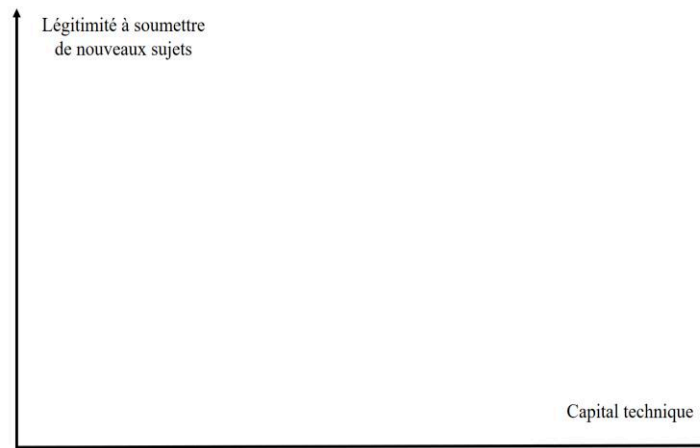 Légitimité à soumettre
de nouveaux sujets
Capital technique